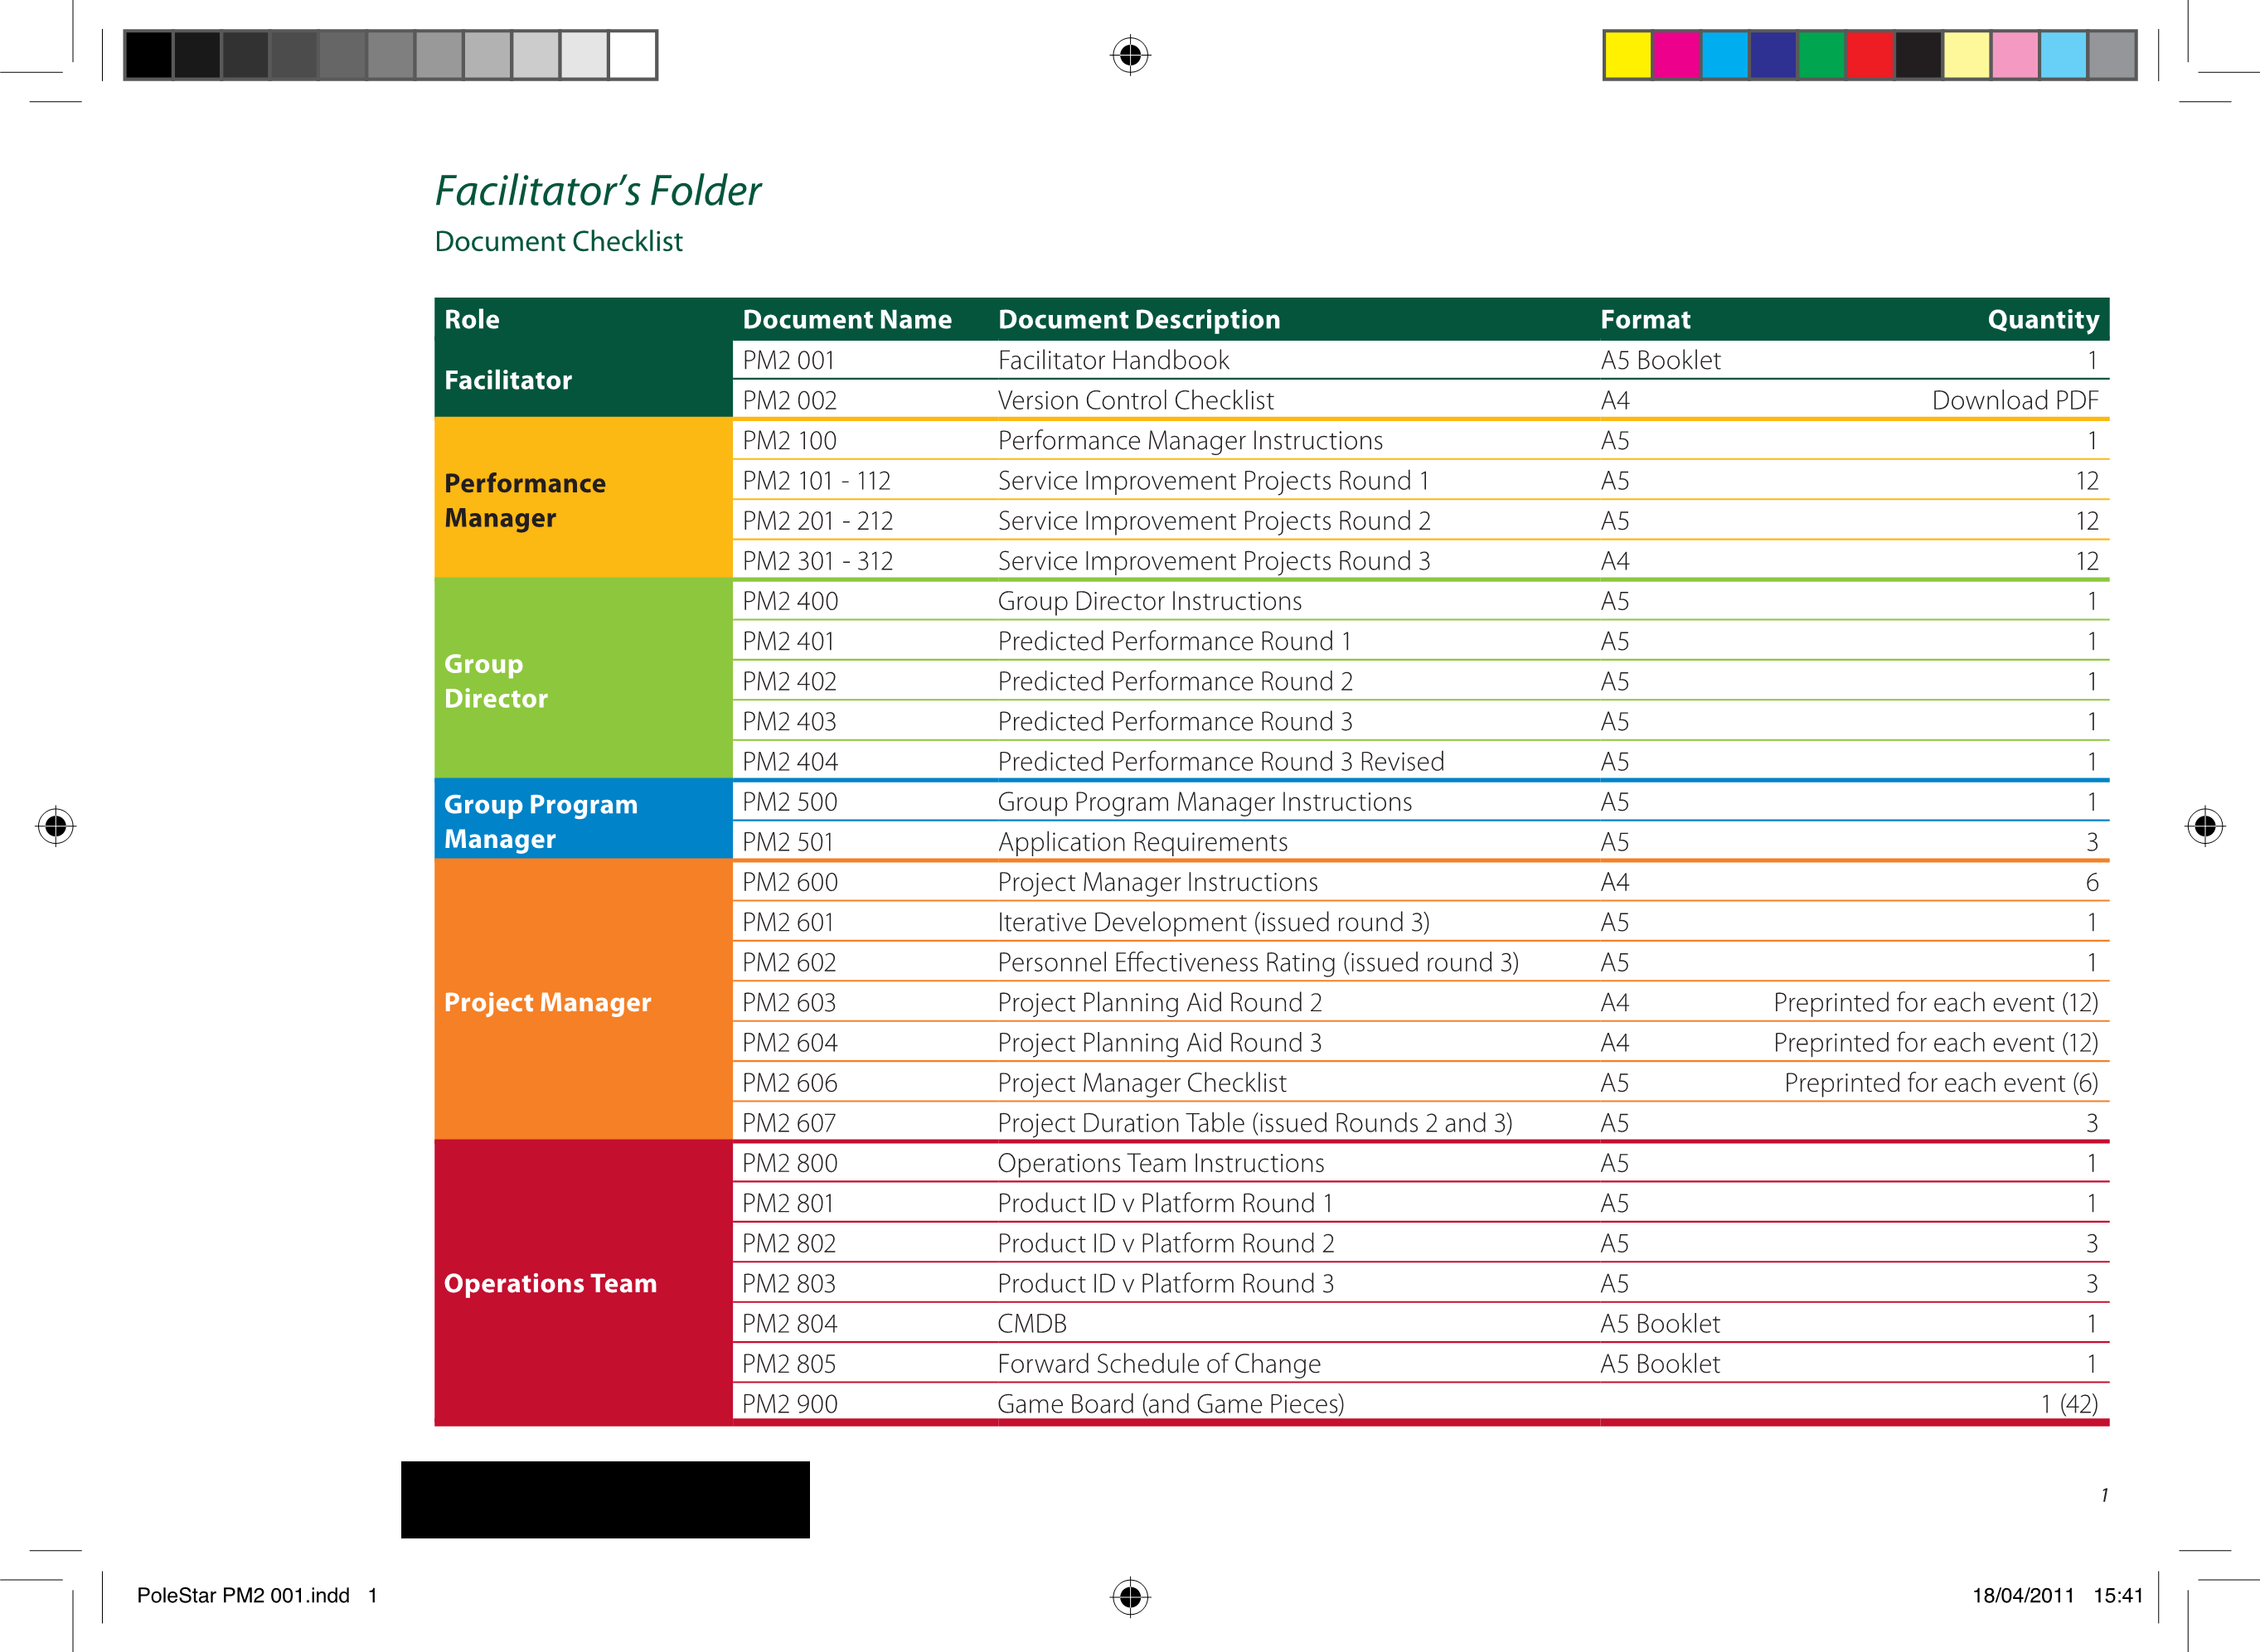 Facilitator’s Folder
Document Checklist
Role Document Name Document Description Format Quantity
Facilitator
PM2 001 Facilitator Handbook A5 Booklet 1
PM2 002 Version Control Checklist A4 Download PDF
Performance
Manager
PM2 100 Performance Manager Instructions A5 1
PM2 101 - 112 Service Improvement Projects Round 1 A5 12
PM2 201 - 212 Service Improvement Projects Round 2 A5 12
PM2 301 - 312 Service Improvement Projects Round 3 A4 12
Group
Director
PM2 400 Group Director Instructions A5 1
PM2 401 Predicted Performance Round 1 A5 1
PM2 402 Predicted Performance Round 2 A5 1
PM2 403 Predicted Performance Round 3 A5 1
PM2 404 Predicted Performance Round 3 Revised A5 1
Group Program
Manager
PM2 500 Group Program Manager Instructions A5 1
PM2 501 Application Requirements A5 3
Project Manager
PM2 600 Project Manager Instructions A4 6
PM2 601 Iterative Development (issued round 3) A5 1
PM2 602 Personnel Effectiveness Rating (issued round 3) A5 1
PM2 603 Project Planning Aid Round 2 A4 Preprinted for each event (12)
PM2 604 Project Planning Aid Round 3 A4 Preprinted for each event (12)
PM2 606 Project Manager Checklist A5 Preprinted for each event (6)
PM2 607 Project Duration Table (issued Rounds 2 and 3) A5 3
Operations Team
PM2 800 Operations Team Instructions A5 1
PM2 801 Product ID v Platform Round 1 A5 1
PM2 802 Product ID v Platform Round 2 A5 3
PM2 803 Product ID v Platform Round 3 A5 3
PM2 804 CMDB A5 Booklet 1
PM2 805 Forward Schedule of Change A5 Booklet 1
PM2 900 Game Board (and Game Pieces) 1 (42)
1
PoleStar PM2 001.indd 1 18/04/2011 15:41